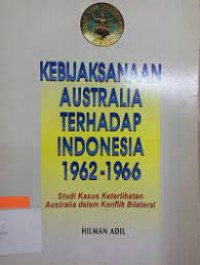 KEBIJAKSANAAN
AUSTRALIA
TERHADAP
INDONESIA
1962-1966
Studi Kasus Keterlibatan
Australia dalam Konflik Bilateral
HILMAN ADIL